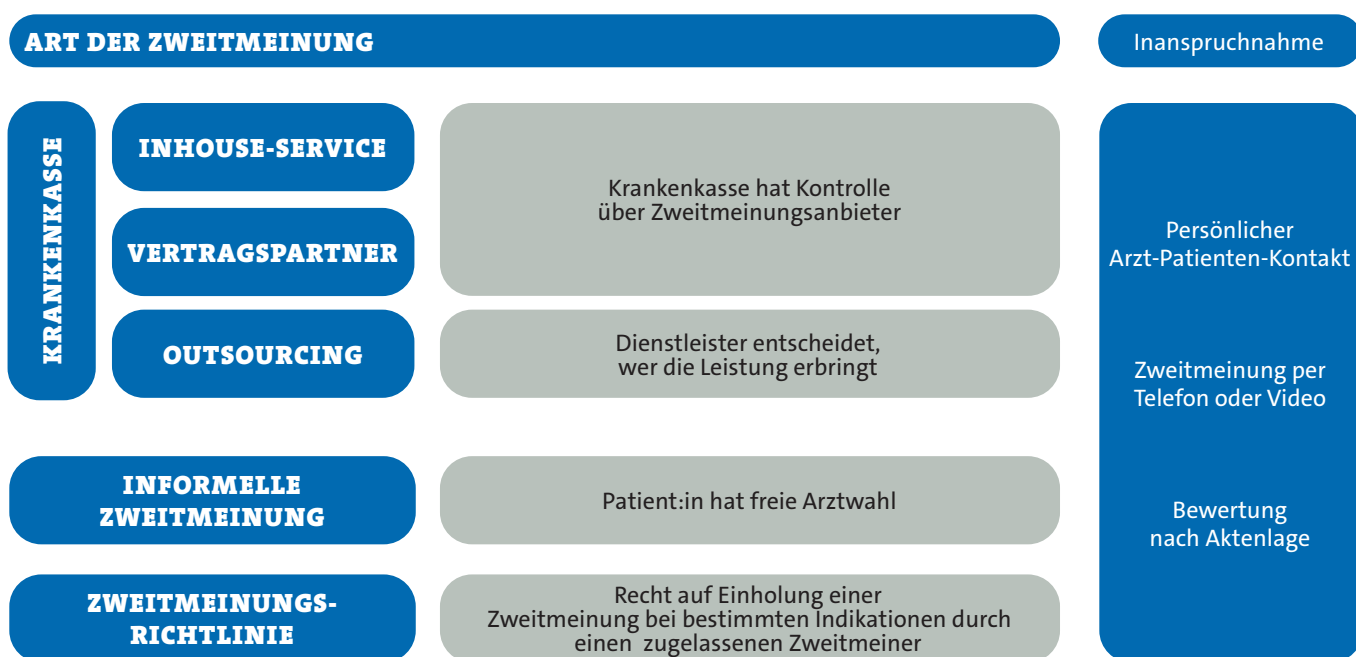 ART DER ZWEITMEINUNG
Inanspruchnahme
KRANKENKASSE
INHOUSE-SERVICE
VERTRAGSPARTNER
Krankenkasse hat Kontrolle
über Zweitmeinungsanbieter
OUTSOURCING
Dienstleister entscheidet,
wer die Leistung erbringt
INFORMELLE
ZWEITMEINUNG
Patient:in hat freie Arztwahl
ZWEITMEINUNGS-
RICHTLINIE
Recht auf Einholung einer
Zweitmeinung bei bestimmten Indikationen durch
einen zugelassenen Zweitmeiner
Persönlicher
Arzt-Patienten-Kontakt
Zweitmeinung per
Telefon oder Video
Bewertung
nach Aktenlage